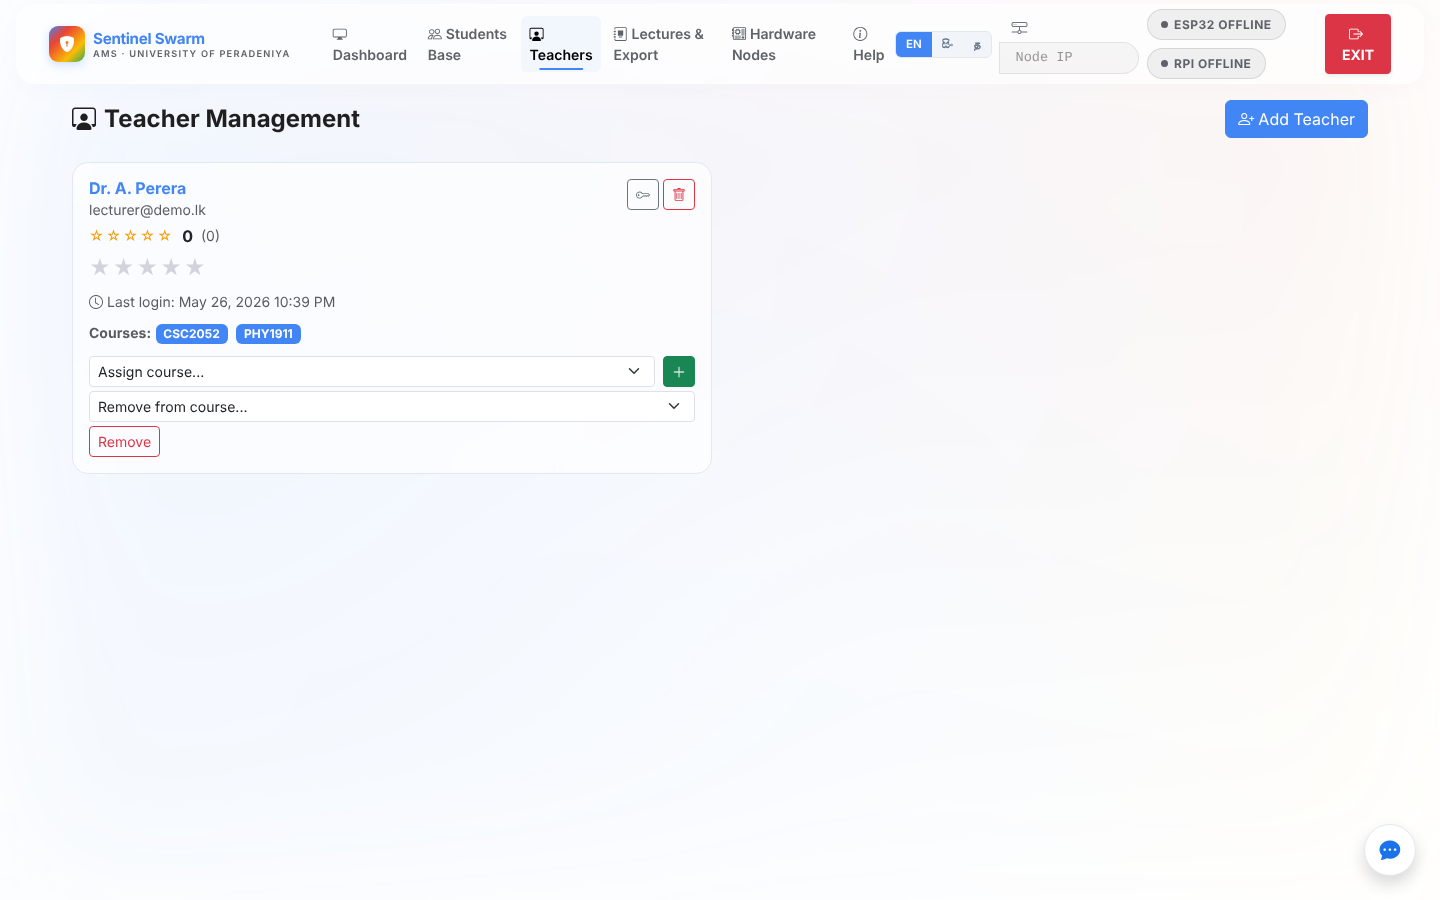 Sentinel Swarm
AMS · UNIVERSITY OF PERADENIYA
Dashboard
Students Base
Teachers
Lectures & Export
Hardware Nodes
Help
EN
Node IP
ESP32 OFFLINE
RPI OFFLINE
EXIT
Teacher Management
Add Teacher
Dr. A. Perera
lecturer@demo.lk
0 (0)
Last login: May 26, 2026 10:39 PM
Courses: CSC2052 PHY1911
Assign course...
Remove from course...
Remove